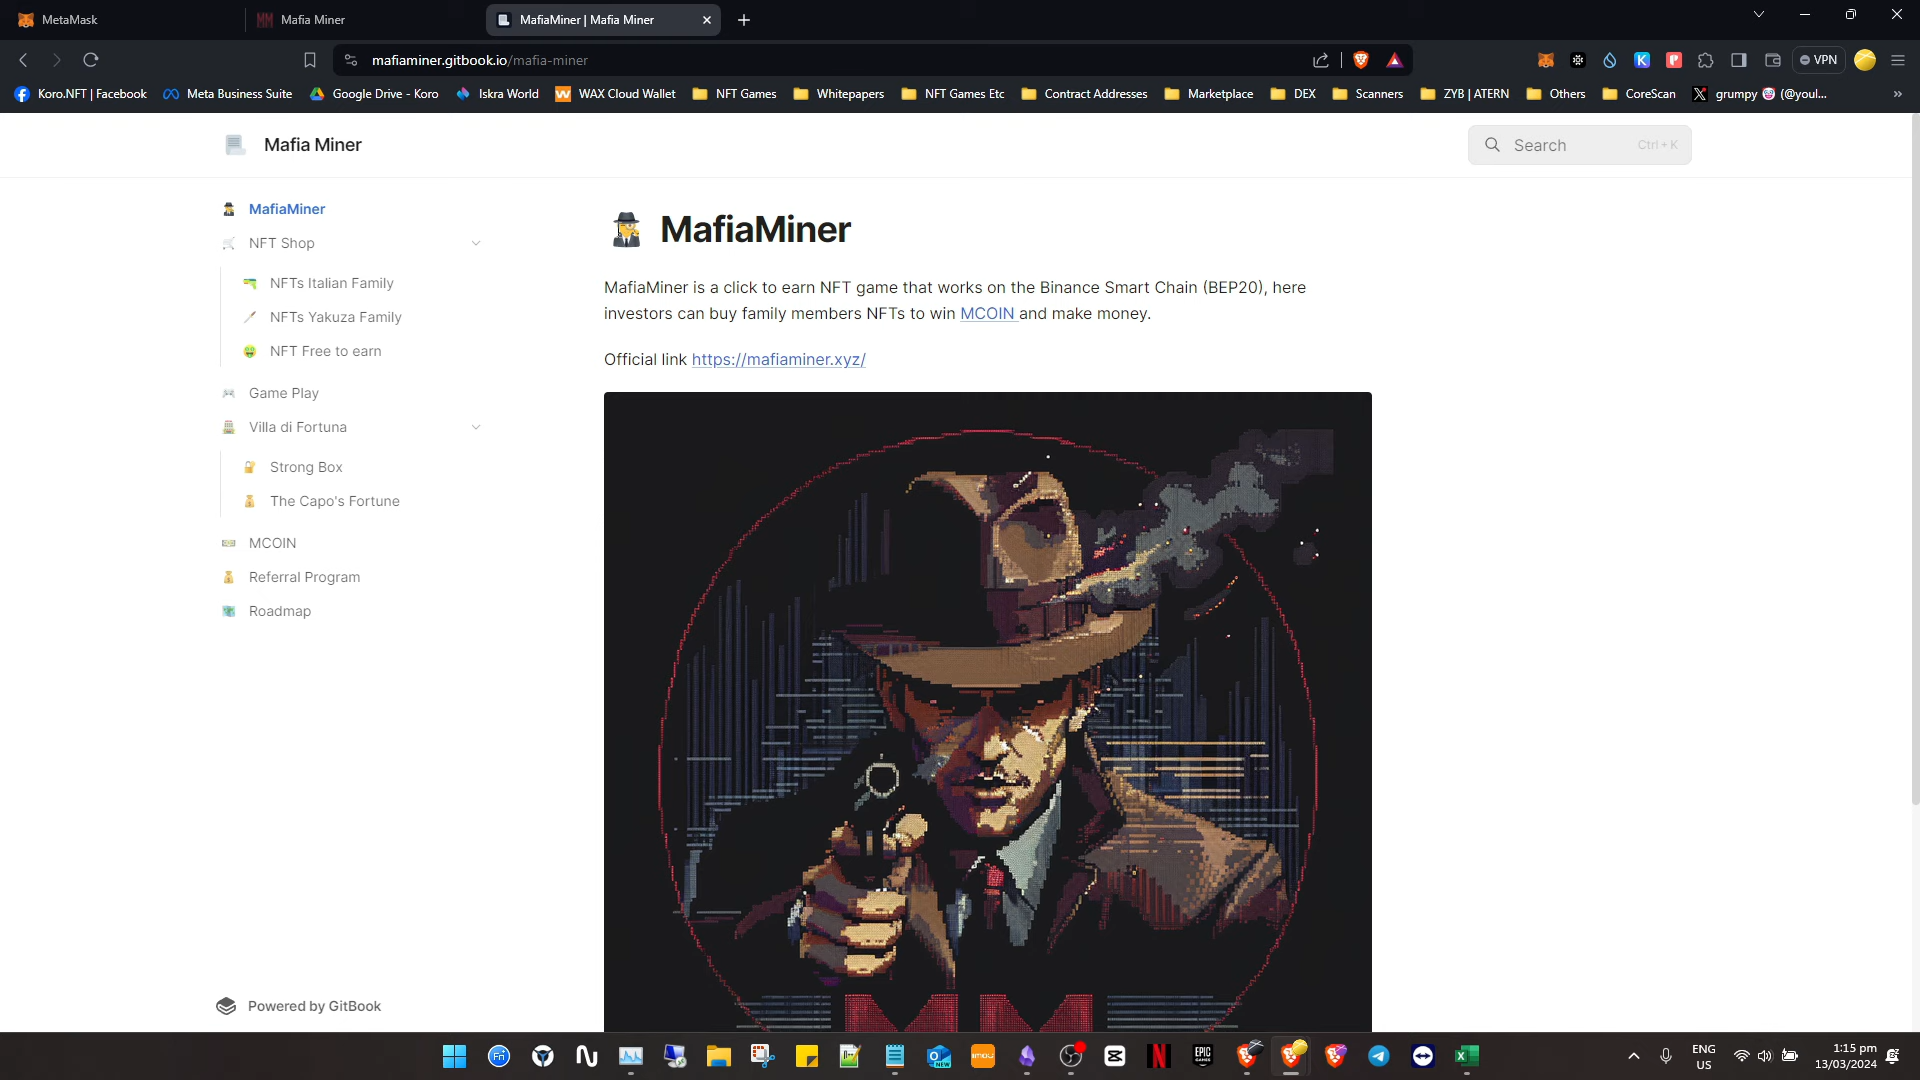 MetaMask
Mafia Miner
MafiaMiner | Mafia Miner
mafiaminer.gitbook.io/mafia-miner
VPN
Koro.NFT | Facebook
Meta Business Suite
Google Drive - Koro
Iskra World
WAX Cloud Wallet
NFT Games
Whitepapers
NFT Games Etc
Contract Addresses
Marketplace
DEX
Scanners
ZYB | ATERN
Others
CoreScan
grumpy 🤡 (@youl...
Mafia Miner
Search
Ctrl + K
MafiaMiner
NFT Shop
NFTs Italian Family
NFTs Yakuza Family
NFT Free to earn
Game Play
Villa di Fortuna
Strong Box
The Capo's Fortune
MCOIN
Referral Program
Roadmap
Powered by GitBook
MafiaMiner
MafiaMiner is a click to earn NFT game that works on the Binance Smart Chain (BEP20), here
investors can buy family members NFTs to win MCOIN and make money.
Official link https://mafiaminer.xyz/
MM
ENG
US
1:15 pm
13/03/2024